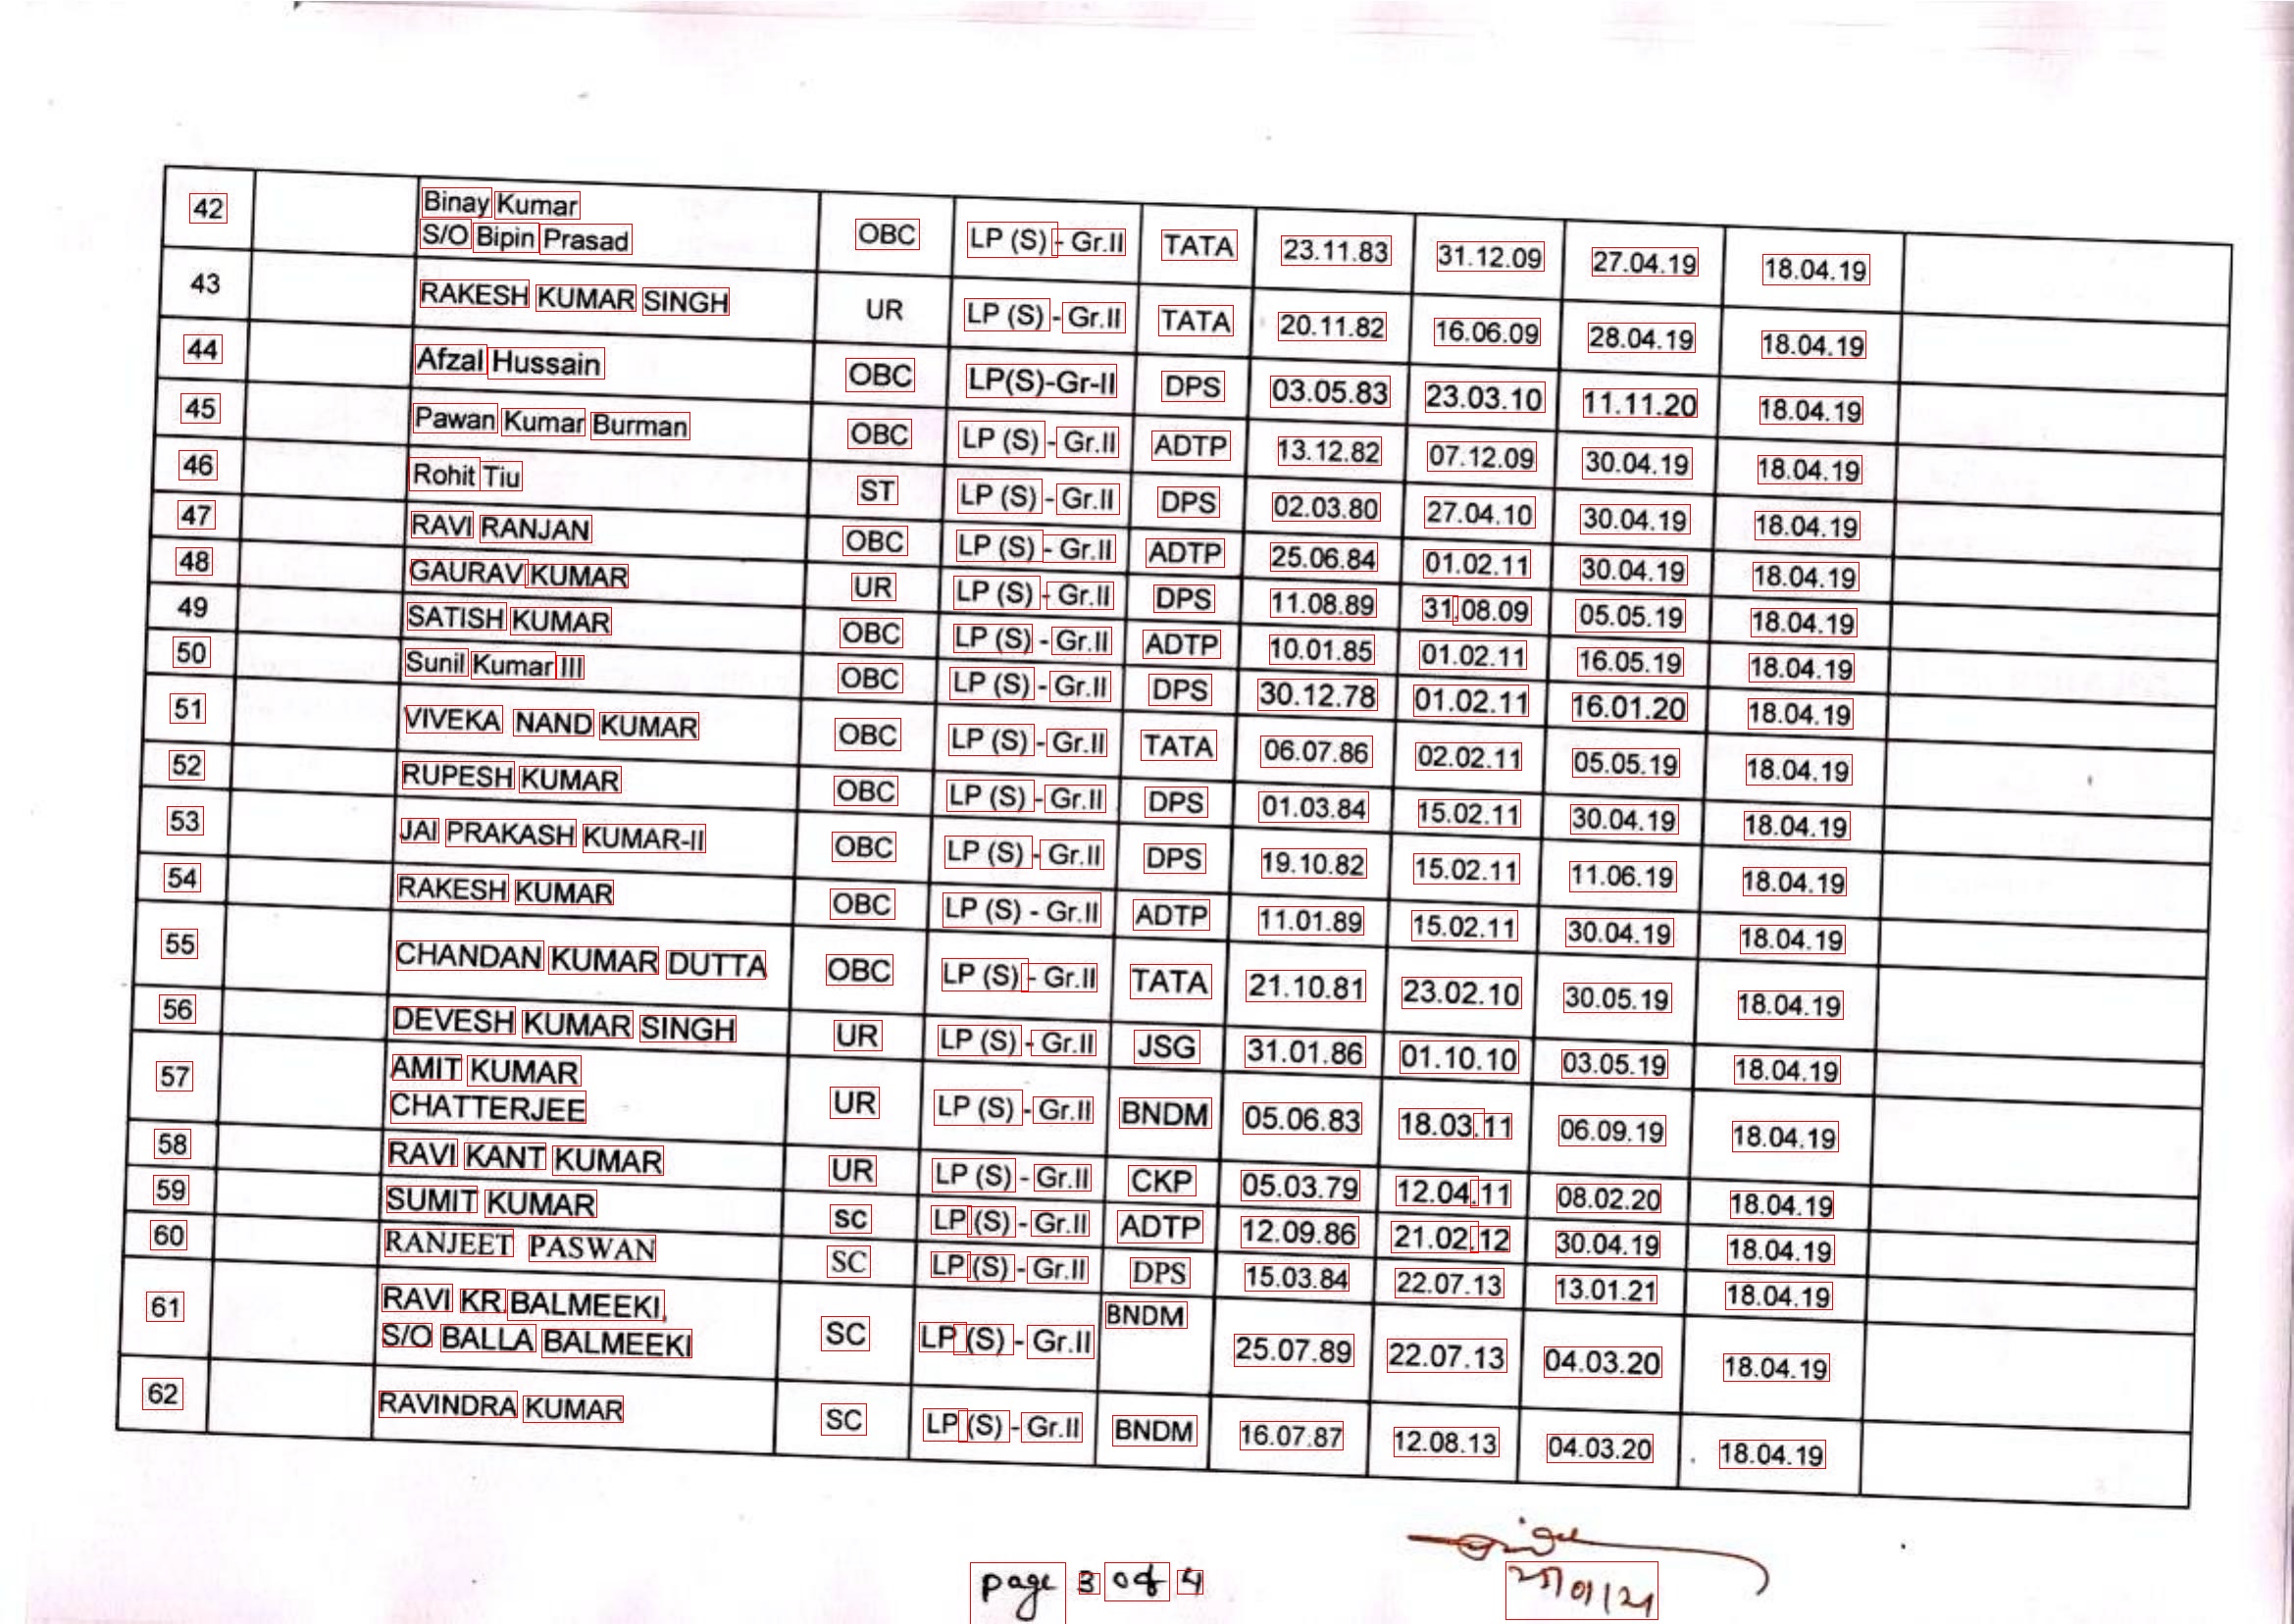 42 Binay Kumar S/O Bipin Prasad OBC LP (S) - Gr.II TATA 23.11.83 31.12.09 27.04.19 18.04.19
43 RAKESH KUMAR SINGH UR LP (S) - Gr.II TATA 20.11.82 16.06.09 28.04.19 18.04.19
44 Afzal Hussain OBC LP(S)-Gr-II DPS 03.05.83 23.03.10 11.11.20 18.04.19
45 Pawan Kumar Burman OBC LP (S) - Gr.II ADTP 13.12.82 07.12.09 30.04.19 18.04.19
46 Rohit Tiu ST LP (S) - Gr.II DPS 02.03.80 27.04.10 30.04.19 18.04.19
47 RAVI RANJAN OBC LP (S) - Gr.II ADTP 25.06.84 01.02.11 30.04.19 18.04.19
48 GAURAV KUMAR UR LP (S) - Gr.II DPS 11.08.89 31.08.09 05.05.19 18.04.19
49 SATISH KUMAR OBC LP (S) - Gr.II ADTP 10.01.85 01.02.11 16.05.19 18.04.19
50 Sunil Kumar III OBC LP (S) - Gr.II DPS 30.12.78 01.02.11 16.01.20 18.04.19
51 VIVEKA NAND KUMAR OBC LP (S) - Gr.II TATA 06.07.86 02.02.11 05.05.19 18.04.19
52 RUPESH KUMAR OBC LP (S) - Gr.II DPS 01.03.84 15.02.11 30.04.19 18.04.19
53 JAI PRAKASH KUMAR-II OBC LP (S) - Gr.II DPS 19.10.82 15.02.11 11.06.19 18.04.19
54 RAKESH KUMAR OBC LP (S) - Gr.II ADTP 11.01.89 15.02.11 30.04.19 18.04.19
55 CHANDAN KUMAR DUTTA OBC LP (S) - Gr.II TATA 21.10.81 23.02.10 30.05.19 18.04.19
56 DEVESH KUMAR SINGH UR LP (S) - Gr.II JSG 31.01.86 01.10.10 03.05.19 18.04.19
57 AMIT KUMAR CHATTERJEE UR LP (S) - Gr.II BNDM 05.06.83 18.03.11 06.09.19 18.04.19
58 RAVI KANT KUMAR UR LP (S) - Gr.II CKP 05.03.79 12.04.11 08.02.20 18.04.19
59 SUMIT KUMAR SC LP (S) - Gr.II ADTP 12.09.86 21.02.12 30.04.19 18.04.19
60 RANJEET PASWAN SC LP (S) - Gr.II DPS 15.03.84 22.07.13 13.01.21 18.04.19
61 RAVI KR.BALMEEKI, S/O BALLA BALMEEKI SC LP (S) - Gr.II BNDM 25.07.89 22.07.13 04.03.20 18.04.19
62 RAVINDRA KUMAR SC LP (S) - Gr.II BNDM 16.07.87 12.08.13 04.03.20 18.04.19
page 3 of 4